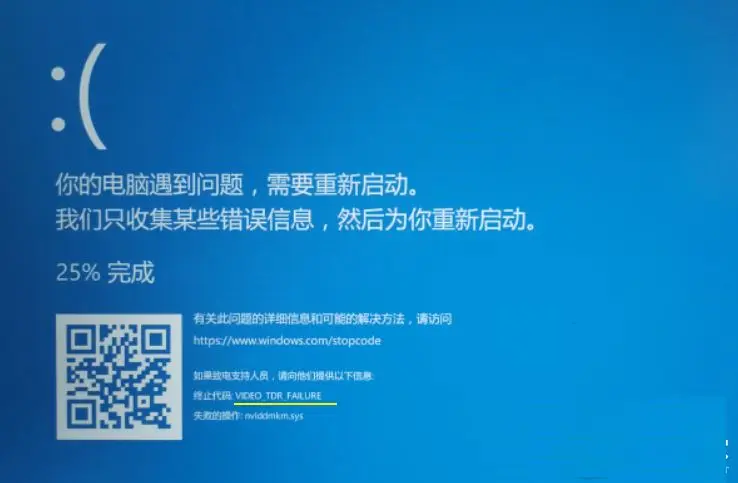 :(
你的电脑遇到问题，需要重新启动。
我们只收集某些错误信息，然后为你重新启动。
25% 完成
有关此问题的详细信息和可能的解决方法，请访问
https://www.windows.com/stopcode
如果致电支持人员，请向他们提供以下信息:
终止代码: VIDEO_TDR_FAILURE
失败的操作: nvlddmkm.sys